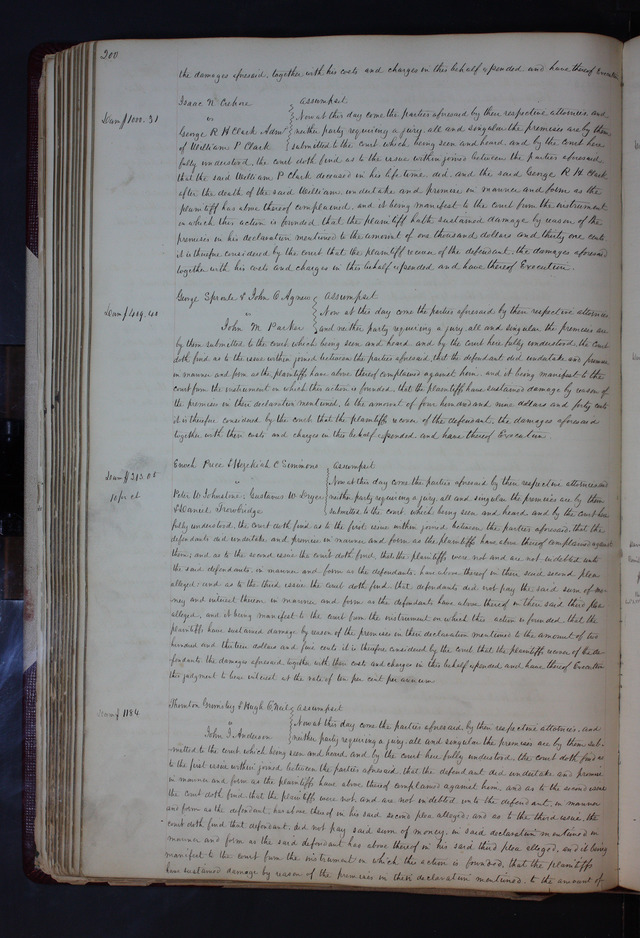 200
the damages aforesaid, together with his costs and charges in this behalf expended and have thereof Execution
Isaac N. assumpsit
Dam $1000.31 vs Now at this day come the parties aforesaid by their respective attornies and
George R H Clark Admr neither party requiring a jury, all and singular the premises are by them
of William P Clark submitted to the court which being seen and heard and by the court here
fully understood, the court doth find as to the issue within joined between the parties aforesaid
that the said William P Clark deceased in his life time did, and the said George R. H. Clark
after the death of the said William, undertake and promise in manner and form as the
plaintiff has alone thereof complained, and it being manifest to the court from the instrument
on which this action is founded that the plaintiff hath sustained damage by reason of the
premises in his declaration mentioned to the amount of one thousand dollars and thirty one cents
it is therefore considered by the court that the plaintiff recover of the defendant, the damages aforesaid
together with his costs and charges in this behalf expended and have thereof Execution.
George Sproule & John C. Agnew assumpsit
Dam $409.40 Now at this day come the parties aforesaid by their respective attornies
John M. Packer and neither party requiring a jury, all and singular the premises are
by them submitted to the court which being seen and heard, and by the court here fully understood, the court
doth find as to the issue within joined between the parties aforesaid, that the defendant did undertake and promise
in manner and form as the plaintiffs have alone thereof complained against him, and it being manifest to the
court from the instrument on which this action is founded, that the plaintiffs have sustained damage by reason of
the premises in their declaration mentioned, to the amount of four hundred and nine dollars and forty cents
it is therefore considered by the court that the plaintiffs recover of the defendant, the damages aforesaid
together with their costs and charges in this behalf expended and have thereof Execution
Enoch Price & Hezekiah C Simmons assumpsit
Dam $213.05 Now at this day come the parties aforesaid by their respective attornies and
10 pr ct Peter W Johnstone, Gustavus W Dryer neither party requiring a jury all and singular the premises are by them
& Daniel Trowbridge submitted to the court, which being seen and heard and by the court here
fully understood, the court doth find as to the first issue within joined between the parties aforesaid, that the
defendants did undertake, and promise in manner and form as the plaintiffs have alone thereof complained against
them; and as to the second issue the court doth find, that the plaintiffs were not and are not indebted unto
the said defendants, in manner and form as the defendants, have alone thereof in their said second plea
alleged; and as to the third issue the court doth find, that defendants did not pay the said sum of mo-
ney and interest therein in manner and form as the defendants have alone thereof in their said third plea
alleged, and it being manifest to the court from the instrument on which this action is founded, that the
plaintiffs have sustained damage by reason of the premises in their declaration mentioned to the amount of two
hundred and thirteen dollars and five cents it is therefore considered by the court that the plaintiffs recover of the de-
fendants the damages aforesaid, together with their costs and charges in this behalf expended and have thereof Execution
this judgment to bear interest at the rate of ten per cent per annum
Thornton Grimsley & Hugh C. assumpsit
Dam $ 1184 Now at this day come the parties aforesaid by their respective attornies, and
John J. Anderson neither party requiring a jury, all and singular the premises are by them sub-
mitted to the court which being seen and heard, and by the court here fully understood, the court doth find as
to the first issue within joined between the parties aforesaid, that the defendant did undertake and promise
in manner and form as the plaintiffs have alone thereof complained against him, and as to the second issue
the court doth find that the plaintiffs were not, and are not indebted unto the defendant, in manner
and form as the defendant, has alone thereof in his said second plea alleged; and as to the third issue, the
court doth find that defendant, did not pay said sum of money, in said declaration mentioned in
manner and form as the said defendant has alone thereof in his said third plea alleged, and it being
manifest to the court from the instrument on which the action is founded, that the plaintiffs
have sustained damage by reason of the premises in their declaration mentioned, to the amount of